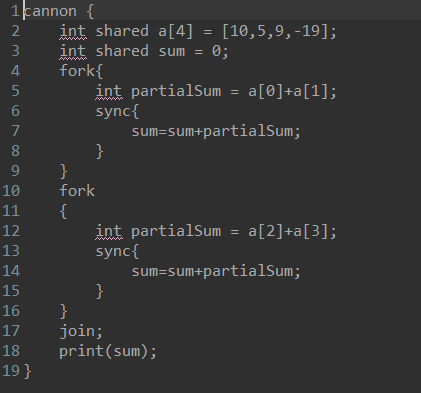 1 cannon {
2     int shared a[4] = [10,5,9,-19];
3     int shared sum = 0;
4     fork{
5         int partialSum = a[0]+a[1];
6         sync{
7             sum=sum+partialSum;
8         }
9     }
10     fork
11     {
12         int partialSum = a[2]+a[3];
13         sync{
14             sum=sum+partialSum;
15         }
16     }
17     join;
18     print(sum);
19 }